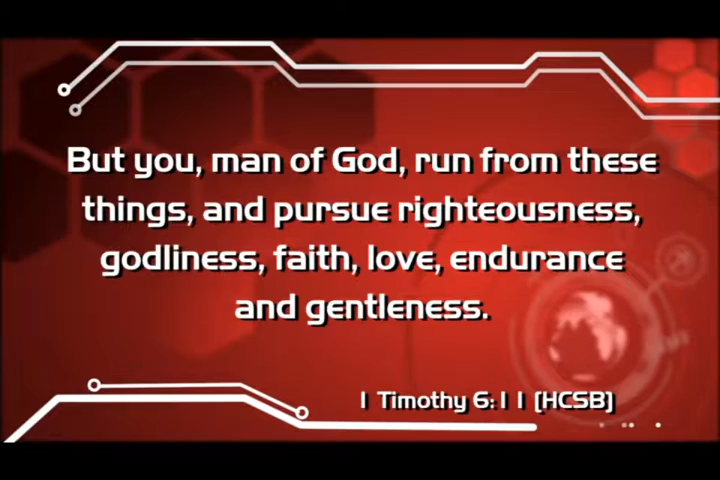 But you, man of God, run from these
things, and pursue righteousness,
godliness, faith, love, endurance
and gentleness.
1 Timothy 6:11 (HCSB)